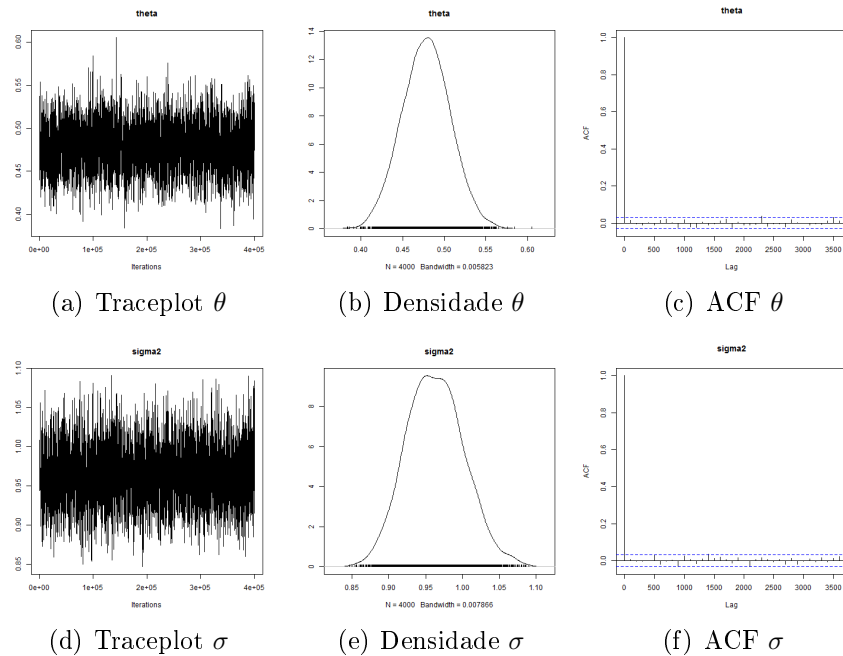 theta
0.60
0.55
0.50
0.45
0.40
0e+00 1e+05 2e+05 3e+05 4e+05
Iterations
theta
14
12
10
8
6
4
2
0
0.40 0.45 0.50 0.55 0.60
N = 4000 Bandwidth = 0.005823
theta
1.0
0.8
0.6
0.4
0.2
0.0
ACF
0 500 1000 1500 2000 2500 3000 3500
Lag
(a) Traceplot θ
(b) Densidade θ
(c) ACF θ
sigma2
1.10
1.05
1.00
0.95
0.90
0.85
0e+00 1e+05 2e+05 3e+05 4e+05
Iterations
sigma2
8
6
4
2
0
0.85 0.90 0.95 1.00 1.05 1.10
N = 4000 Bandwidth = 0.007866
sigma2
1.0
0.8
0.6
0.4
0.2
0.0
ACF
0 500 1000 1500 2000 2500 3000 3500
Lag
(d) Traceplot σ
(e) Densidade σ
(f) ACF σ